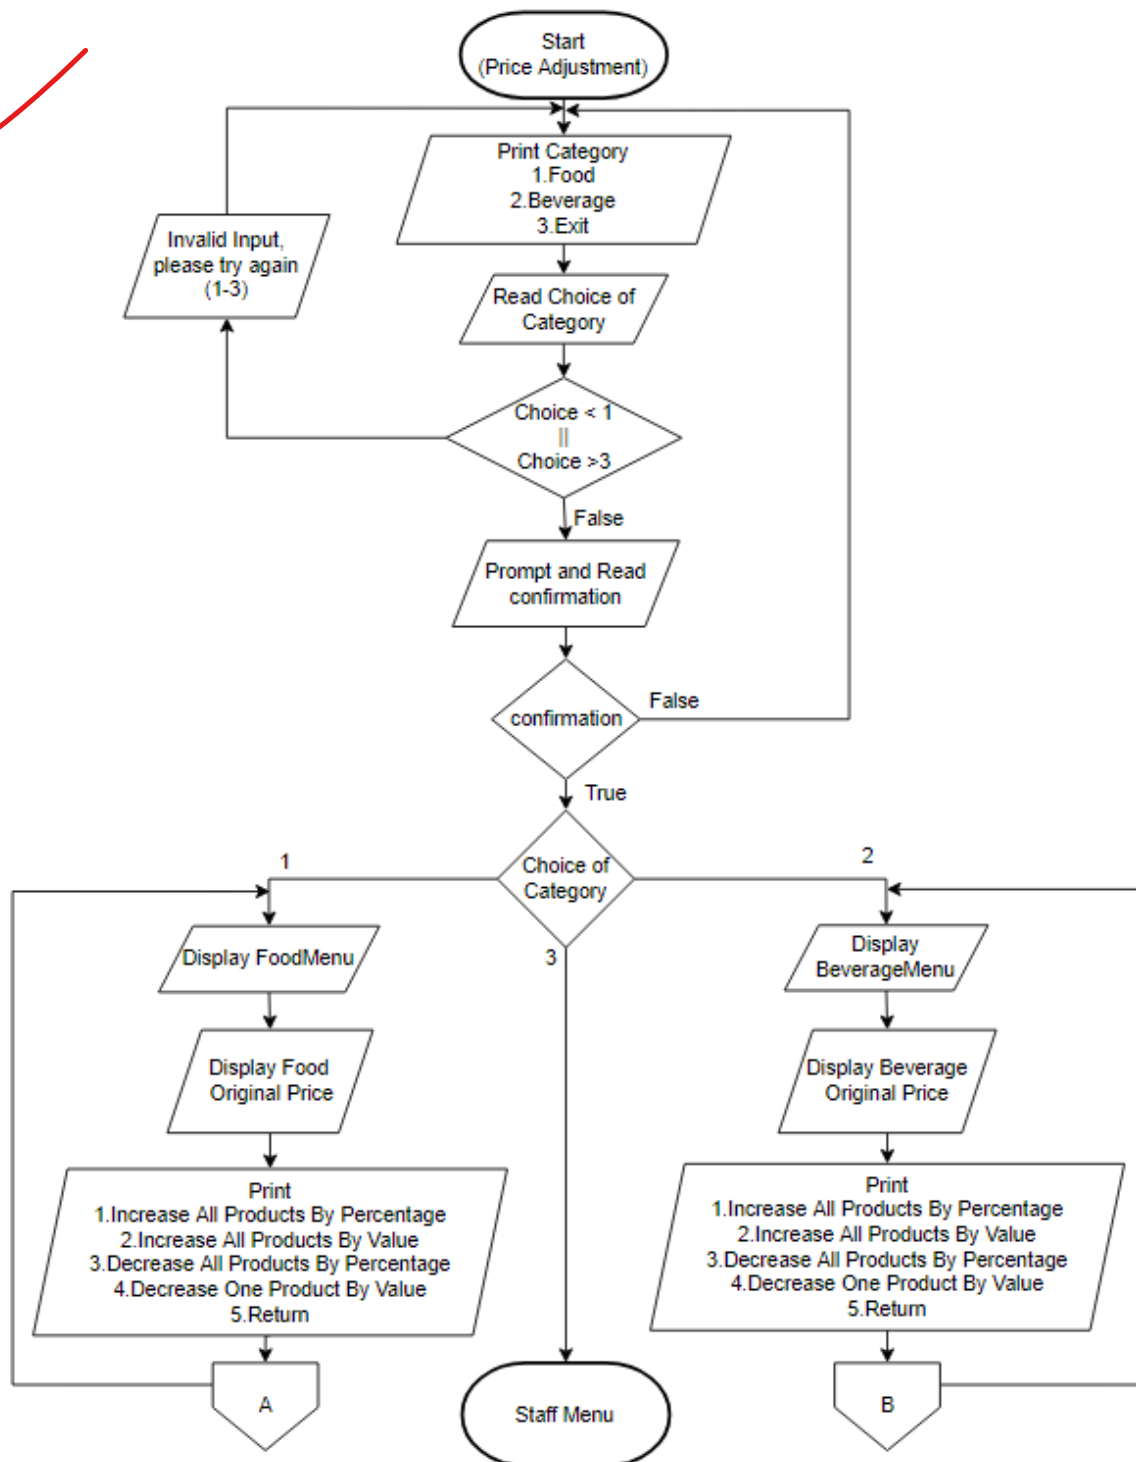 Start
(Price Adjustment)
Print Category
1.Food
2.Beverage
3.Exit
Invalid Input,
please try again
(1-3)
Read Choice of
Category
Choice < 1
||
Choice >3
False
Prompt and Read
confirmation
confirmation
False
True
Choice of
Category
1
2
3
Display FoodMenu
Display
BeverageMenu
Display Food
Original Price
Display Beverage
Original Price
Print
1.Increase All Products By Percentage
2.Increase All Products By Value
3.Decrease All Products By Percentage
4.Decrease One Product By Value
5.Return
Print
1.Increase All Products By Percentage
2.Increase All Products By Value
3.Decrease All Products By Percentage
4.Decrease One Product By Value
5.Return
A
Staff Menu
B